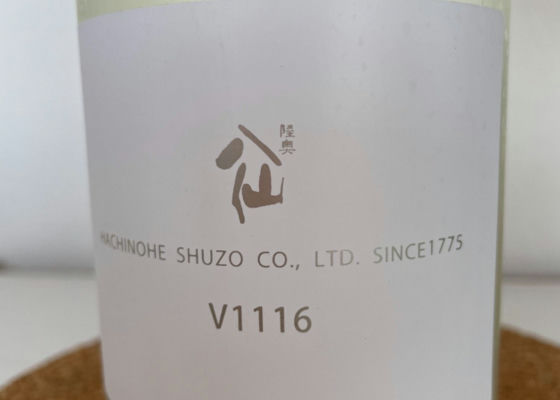 陸奥
八仙
HACHINOHE SHUZO CO., LTD. SINCE1775
V1116